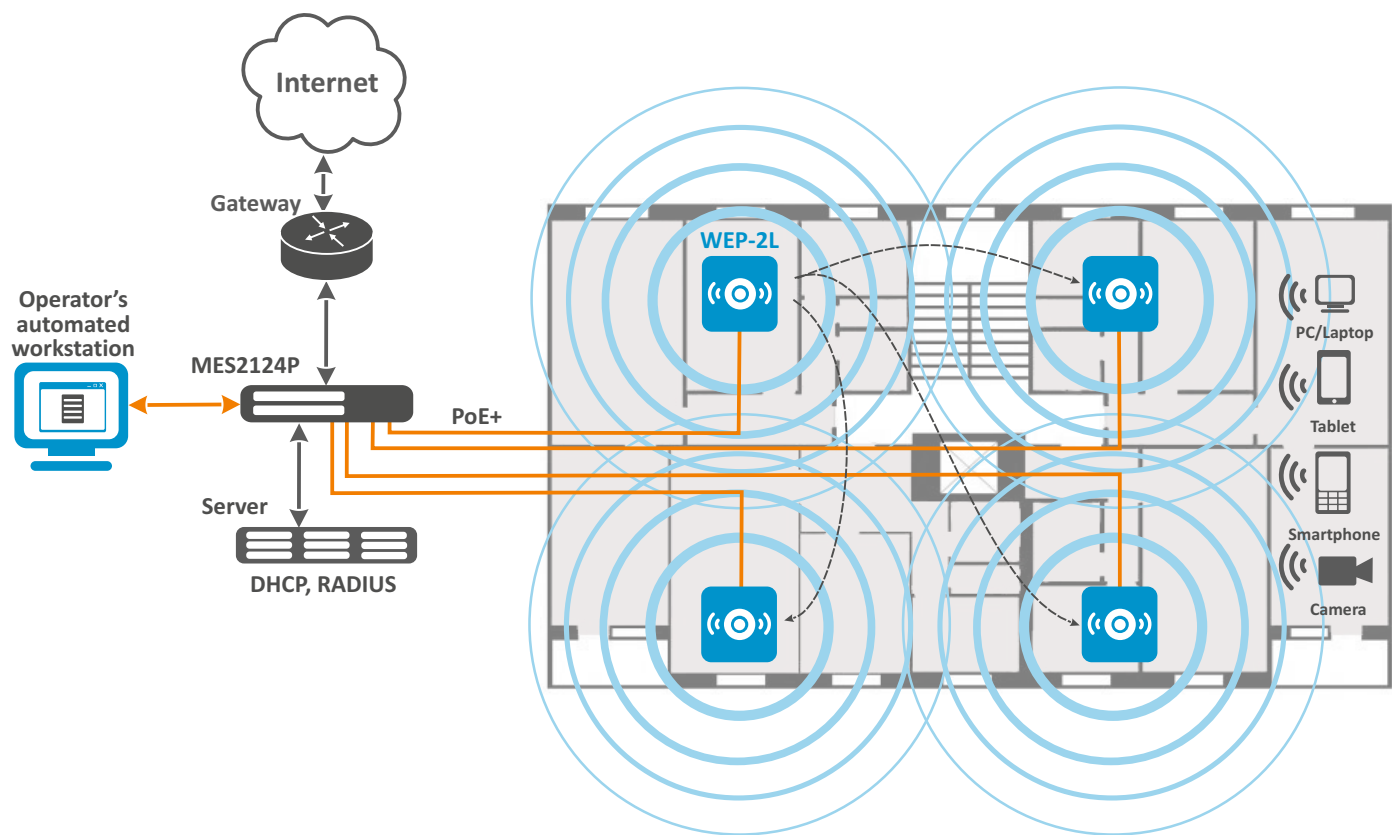 Internet
Gateway
Operator's
automated
workstation
MES2124P
PoE+
Server
DHCP, RADIUS
WEP-2L
PC/Laptop
Tablet
Smartphone
Camera